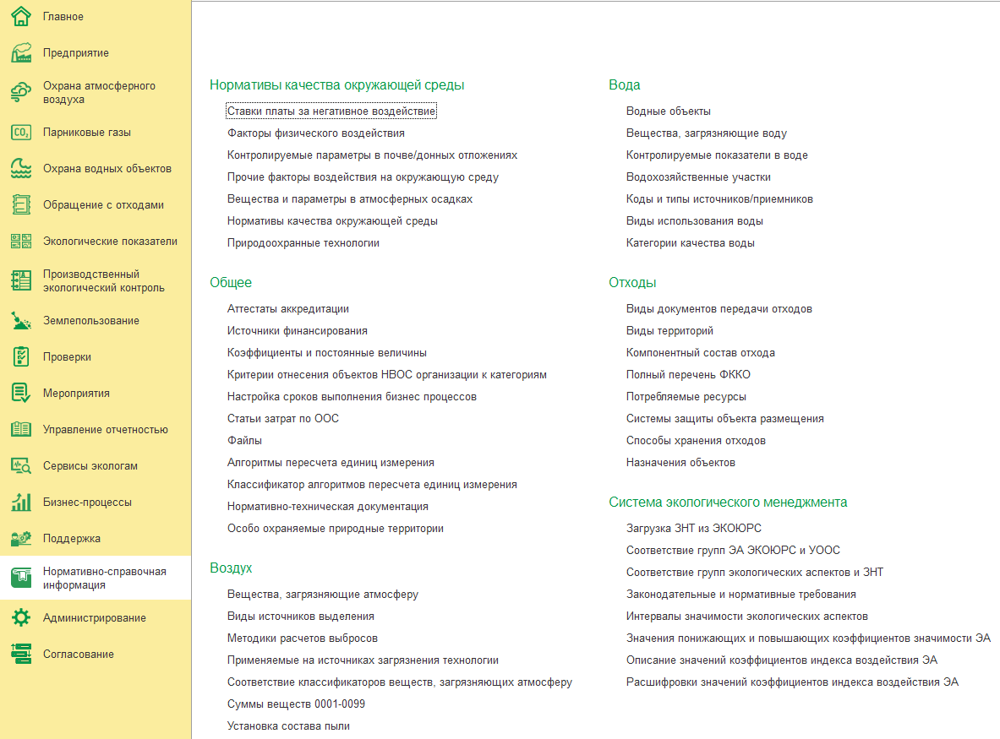 Главное
Предприятие
Охрана атмосферного
воздуха
CO₂
Парниковые газы
Охрана водных объектов
Обращение с отходами
Экологические показатели
Производственный
экологический контроль
Землепользование
Проверки
Мероприятия
Управление отчетностью
Сервисы экологам
Бизнес-процессы
Поддержка
Нормативно-справочная
информация
Администрирование
Согласование
Нормативы качества окружающей среды
Ставки платы за негативное воздействие
Факторы физического воздействия
Контролируемые параметры в почве/донных отложениях
Прочие факторы воздействия на окружающую среду
Вещества и параметры в атмосферных осадках
Нормативы качества окружающей среды
Природоохранные технологии
Общее
Аттестаты аккредитации
Источники финансирования
Коэффициенты и постоянные величины
Критерии отнесения объектов НВОС организации к категориям
Настройка сроков выполнения бизнес процессов
Статьи затрат по ООС
Файлы
Алгоритмы пересчета единиц измерения
Классификатор алгоритмов пересчета единиц измерения
Нормативно-техническая документация
Особо охраняемые природные территории
Воздух
Вещества, загрязняющие атмосферу
Виды источников выделения
Методики расчетов выбросов
Применяемые на источниках загрязнения технологии
Соответствие классификаторов веществ, загрязняющих атмосферу
Суммы веществ 0001-0099
Установка состава пыли
Вода
Водные объекты
Вещества, загрязняющие воду
Контролируемые показатели в воде
Водохозяйственные участки
Коды и типы источников/приемников
Виды использования воды
Категории качества воды
Отходы
Виды документов передачи отходов
Виды территорий
Компонентный состав отхода
Полный перечень ФККО
Потребляемые ресурсы
Системы защиты объекта размещения
Способы хранения отходов
Назначения объектов
Система экологического менеджмента
Загрузка ЗНТ из ЭКОЮРС
Соответствие групп ЭА ЭКОЮРС и УООС
Соответствие групп экологических аспектов и ЗНТ
Законодательные и нормативные требования
Интервалы значимости экологических аспектов
Значения понижающих и повышающих коэффициентов значимости ЭА
Описание значений коэффициентов индекса воздействия ЭА
Расшифровки значений коэффициентов индекса воздействия ЭА